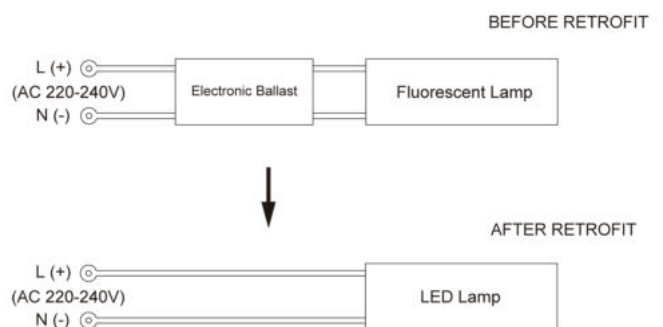 BEFORE RETROFIT
L (+)
(AC 220-240V)
N (-)
Electronic Ballast
Fluorescent Lamp
AFTER RETROFIT
L (+)
(AC 220-240V)
N (-)
LED Lamp